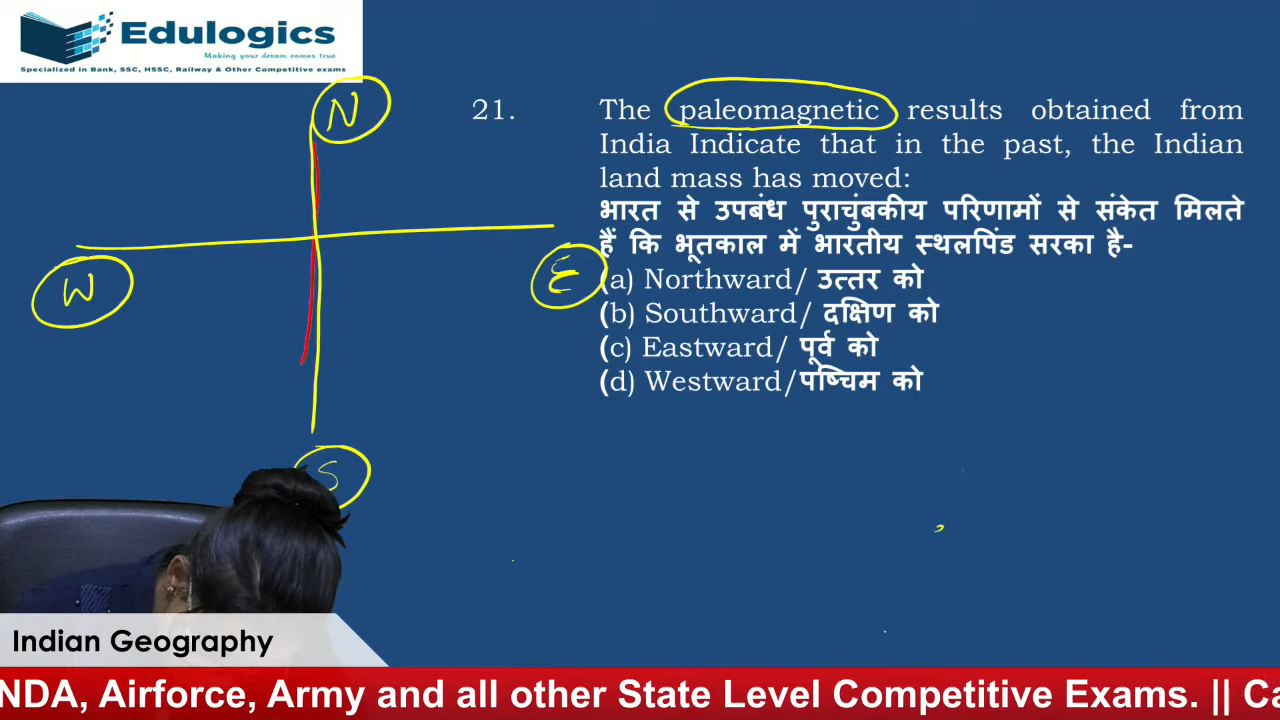 Edulogics
Making your dream comes true
Specialized in Bank, SSC, HSSC, Railway & Other Competitive exams
N
W
E
S
21. The paleomagnetic results obtained from
India Indicate that in the past, the Indian
land mass has moved:
भारत से उपबंध पुराचुंबकीय परिणामों से संकेत मिलते
हैं कि भूतकाल में भारतीय स्थलपिंड सरका है-
(a) Northward/ उत्तर को
(b) Southward/ दक्षिण को
(c) Eastward/ पूर्व को
(d) Westward/पष्चिम को
Indian Geography
NDA, Airforce, Army and all other State Level Competitive Exams. || Ca